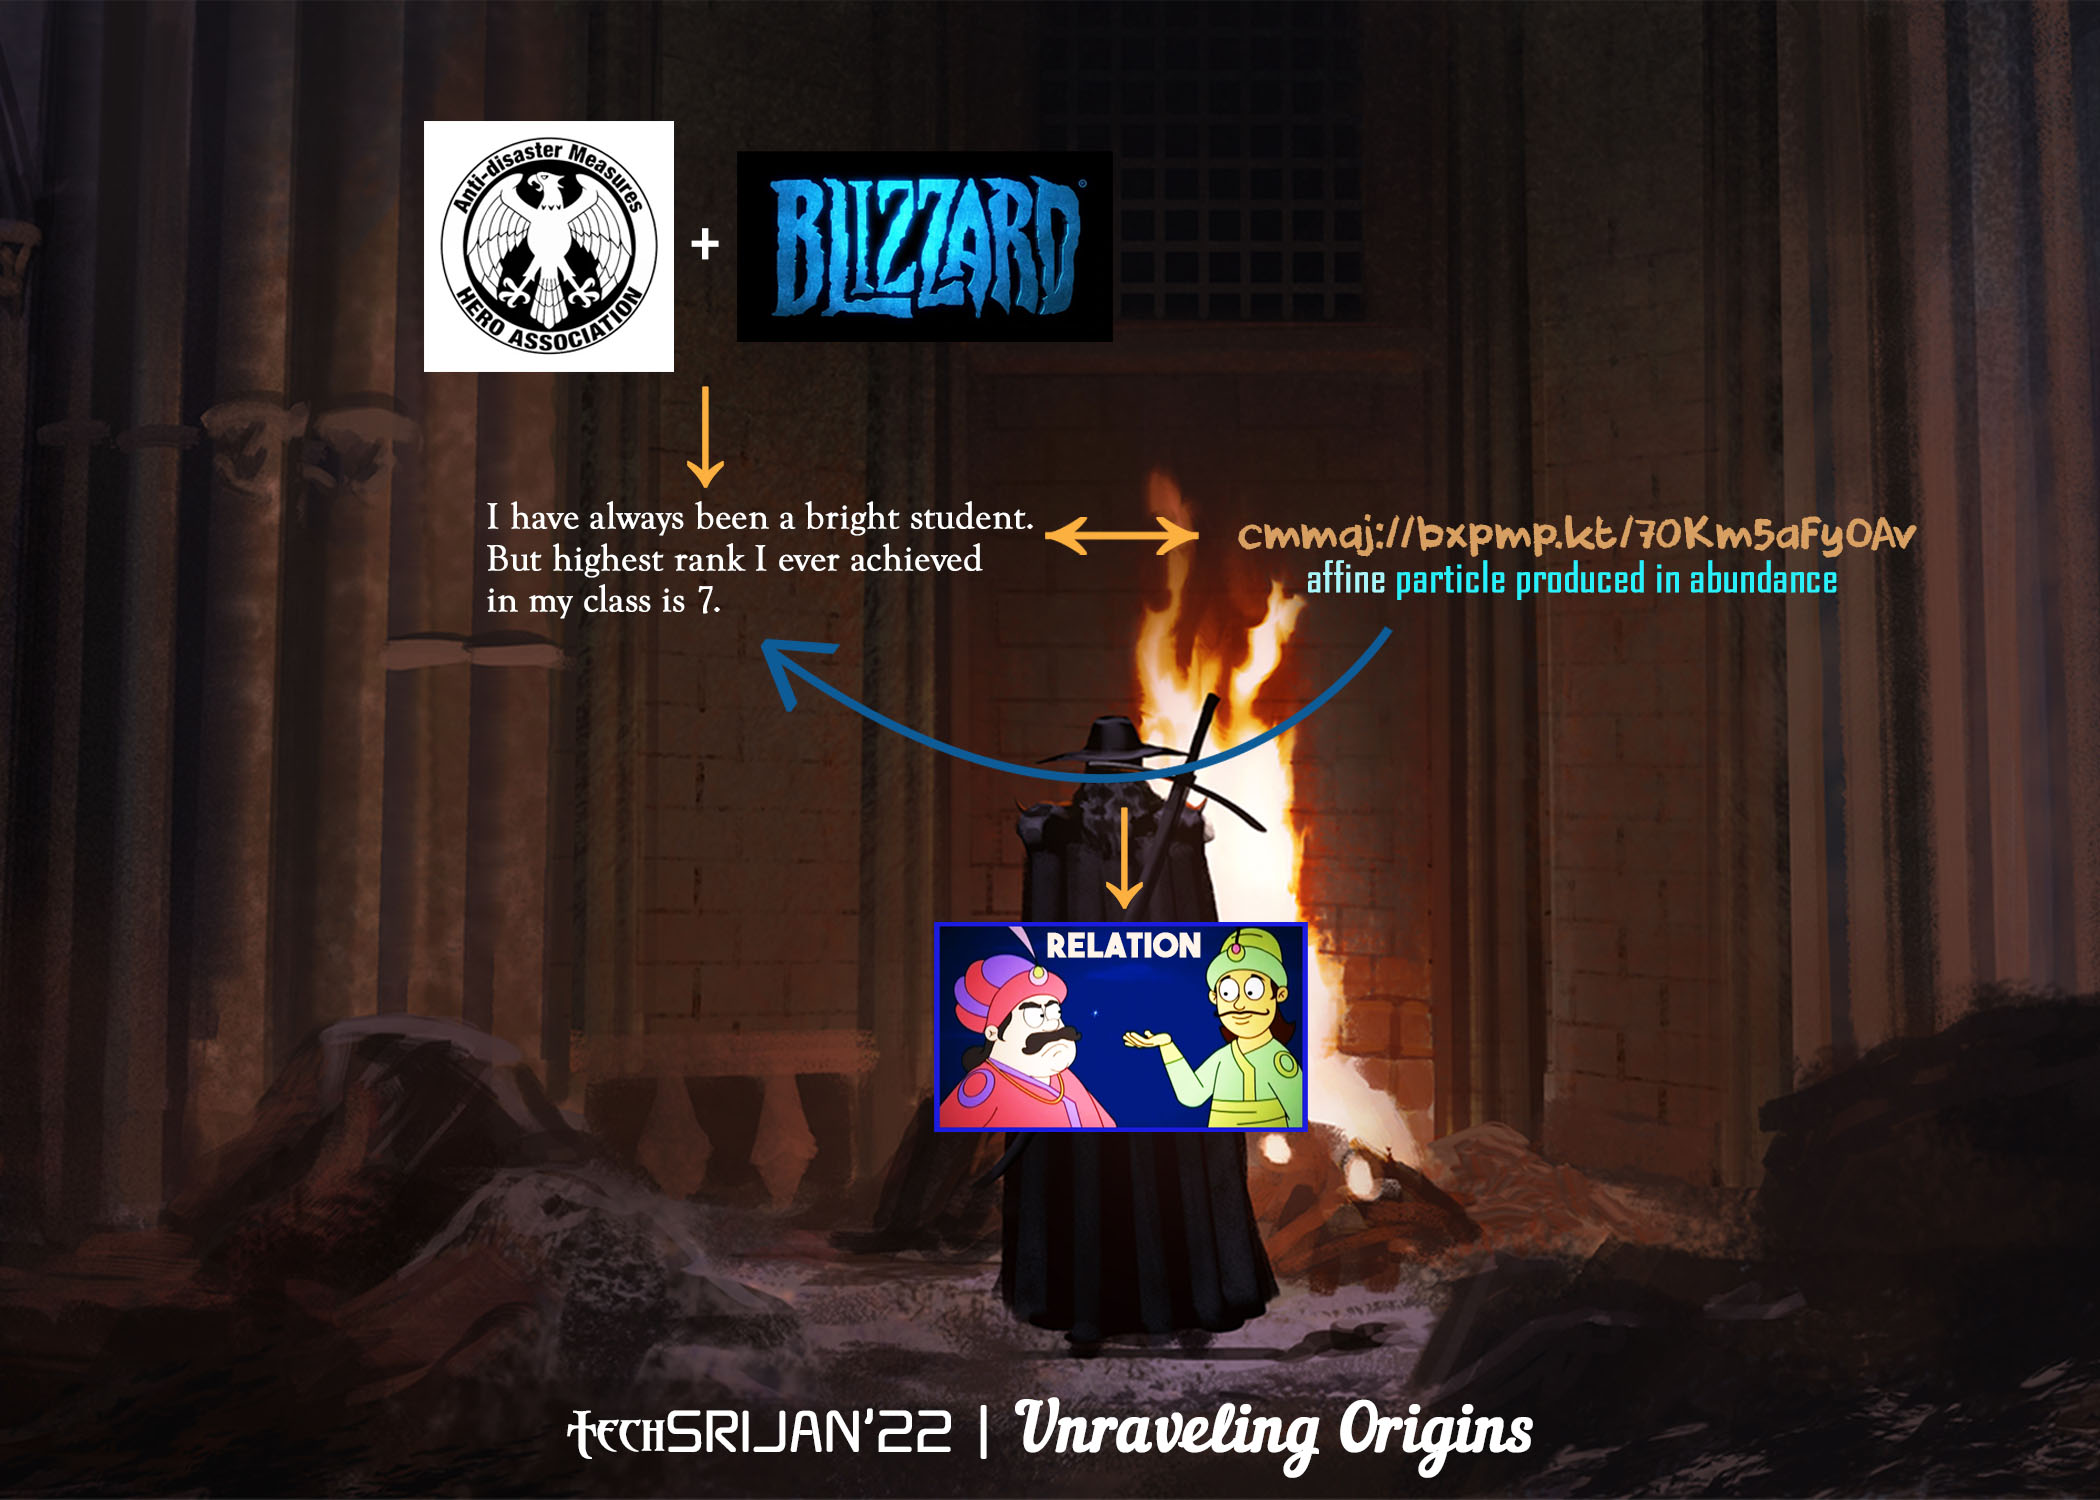 Anti-disaster Measures
HERO ASSOCIATION
+
BLIZZARD
I have always been a bright student.
But highest rank I ever achieved
in my class is 7.
cmmaj://bxpmp.kt/70Km5aFy0Av
affine particle produced in abundance
RELATION
TECHSRIJAN'22 | Unraveling Origins